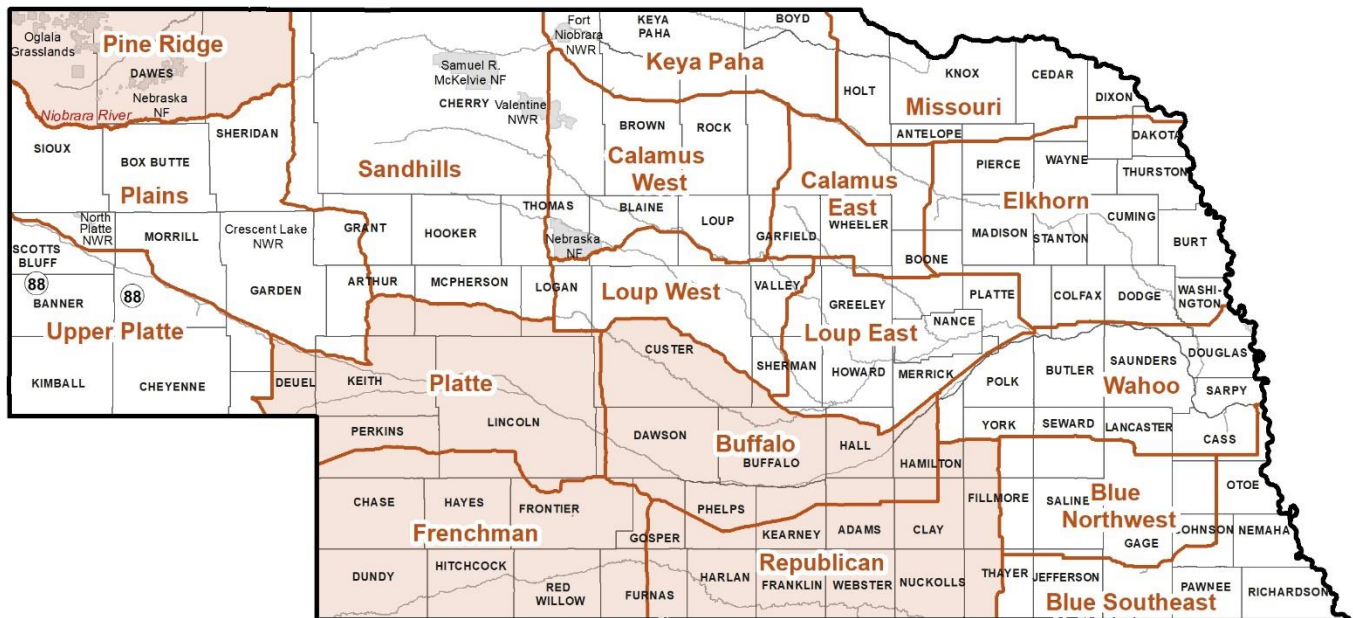 Oglala
Grasslands
Pine Ridge
DAWES
Nebraska
NF
Niobrara River
SIOUX
BOX BUTTE
SHERIDAN
Plains
North
Platte
NWR
MORRILL
Crescent Lake
NWR
SCOTTS
BLUFF
88
BANNER
88
GARDEN
Upper Platte
KIMBALL
CHEYENNE
DEUEL
Samuel R.
McKelvie NF
CHERRY
Valentine
NWR
Sandhills
GRANT
HOOKER
THOMAS
ARTHUR
MCPHERSON
LOGAN
Fort
Niobrara
NWR
KEYA
PAHA
BOYD
Keya Paha
BROWN
ROCK
Calamus
West
BLAINE
LOUP
Nebraska
NF
HOLT
Calamus
East
GARFIELD
WHEELER
KNOX
CEDAR
DIXON
Missouri
ANTELOPE
DAKOTA
PIERCE
WAYNE
THURSTON
Elkhorn
MADISON
STANTON
CUMING
BURT
BOONE
Loup West
VALLEY
GREELEY
PLATTE
COLFAX
DODGE
WASHI-
NGTON
NANCE
Loup East
SHERMAN
HOWARD
MERRICK
CUSTER
KEITH
Platte
LINCOLN
PERKINS
DAWSON
Buffalo
BUFFALO
HALL
HAMILTON
POLK
BUTLER
SAUNDERS
DOUGLAS
Wahoo
SARPY
YORK
SEWARD
LANCASTER
CASS
CHASE
HAYES
FRONTIER
Frenchman
GOSPER
PHELPS
KEARNEY
ADAMS
CLAY
FILLMORE
SALINE
Blue
Northwest
GAGE
OTOE
JOHNSON
NEMAHA
DUNDY
HITCHCOCK
RED
WILLOW
FURNAS
HARLAN
Republican
FRANKLIN
WEBSTER
NUCKOLLS
THAYER
JEFFERSON
Blue Southeast
PAWNEE
RICHARDSON